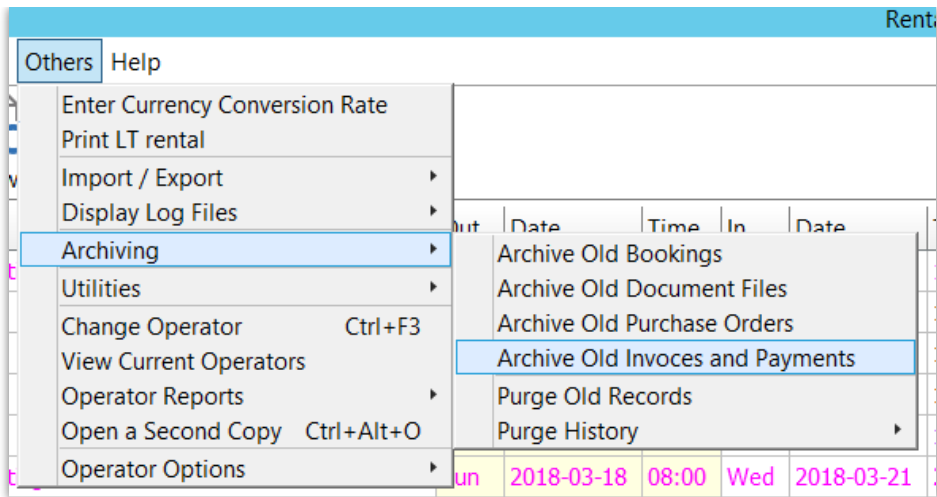 Renta
Others Help
Enter Currency Conversion Rate
Print LT rental
Import / Export
Display Log Files
Out Date Time In Date
Archiving
Archive Old Bookings
Utilities
Archive Old Document Files
Change Operator Ctrl+F3
Archive Old Purchase Orders
View Current Operators
Archive Old Invoces and Payments
Operator Reports
Purge Old Records
Open a Second Copy Ctrl+Alt+O
Purge History
Operator Options
2018-03-18 08:00 Wed 2018-03-21